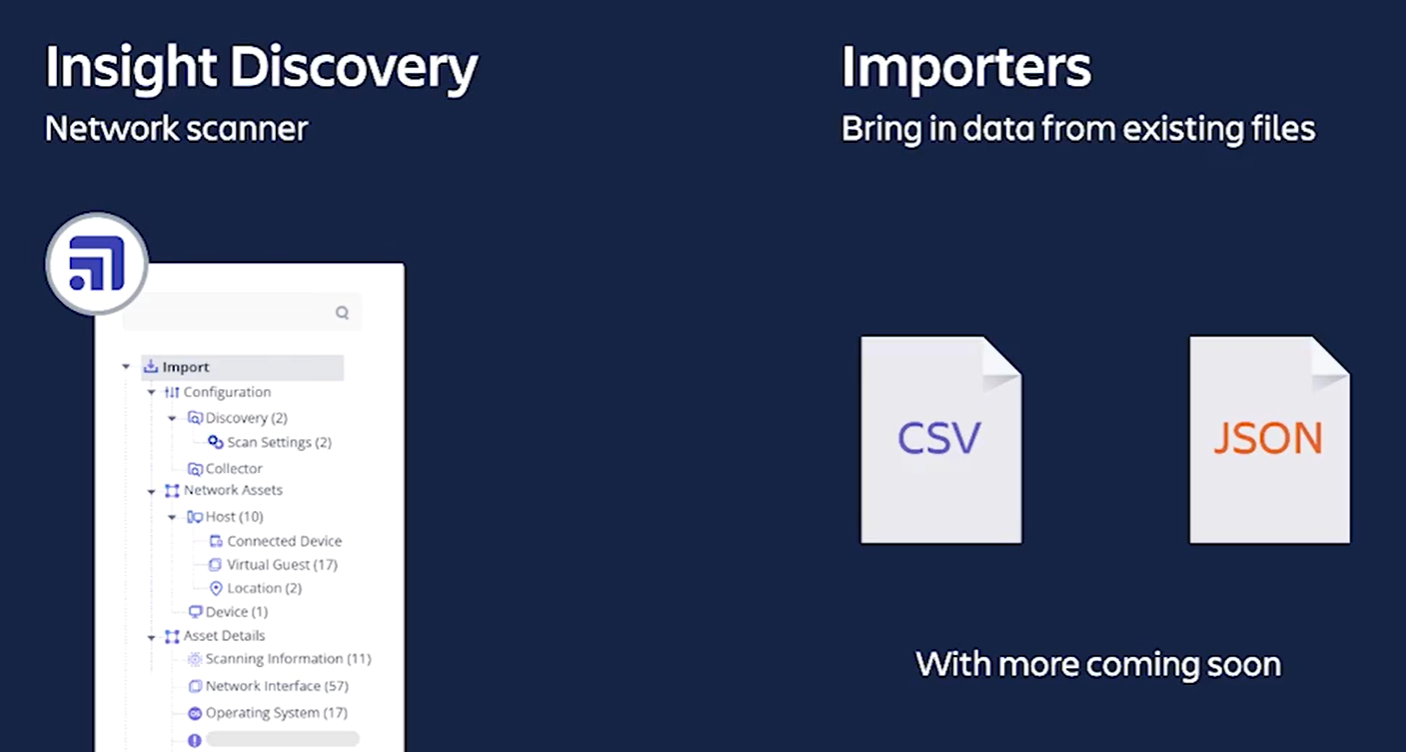 Insight Discovery
Network scanner
Import
Configuration
Discovery (2)
Scan Settings (2)
Collector
Network Assets
Host (10)
Connected Device
Virtual Guest (17)
Location (2)
Device (1)
Asset Details
Scanning Information (11)
Network Interface (57)
OS Operating System (17)
Importers
Bring in data from existing files
CSV
JSON
With more coming soon